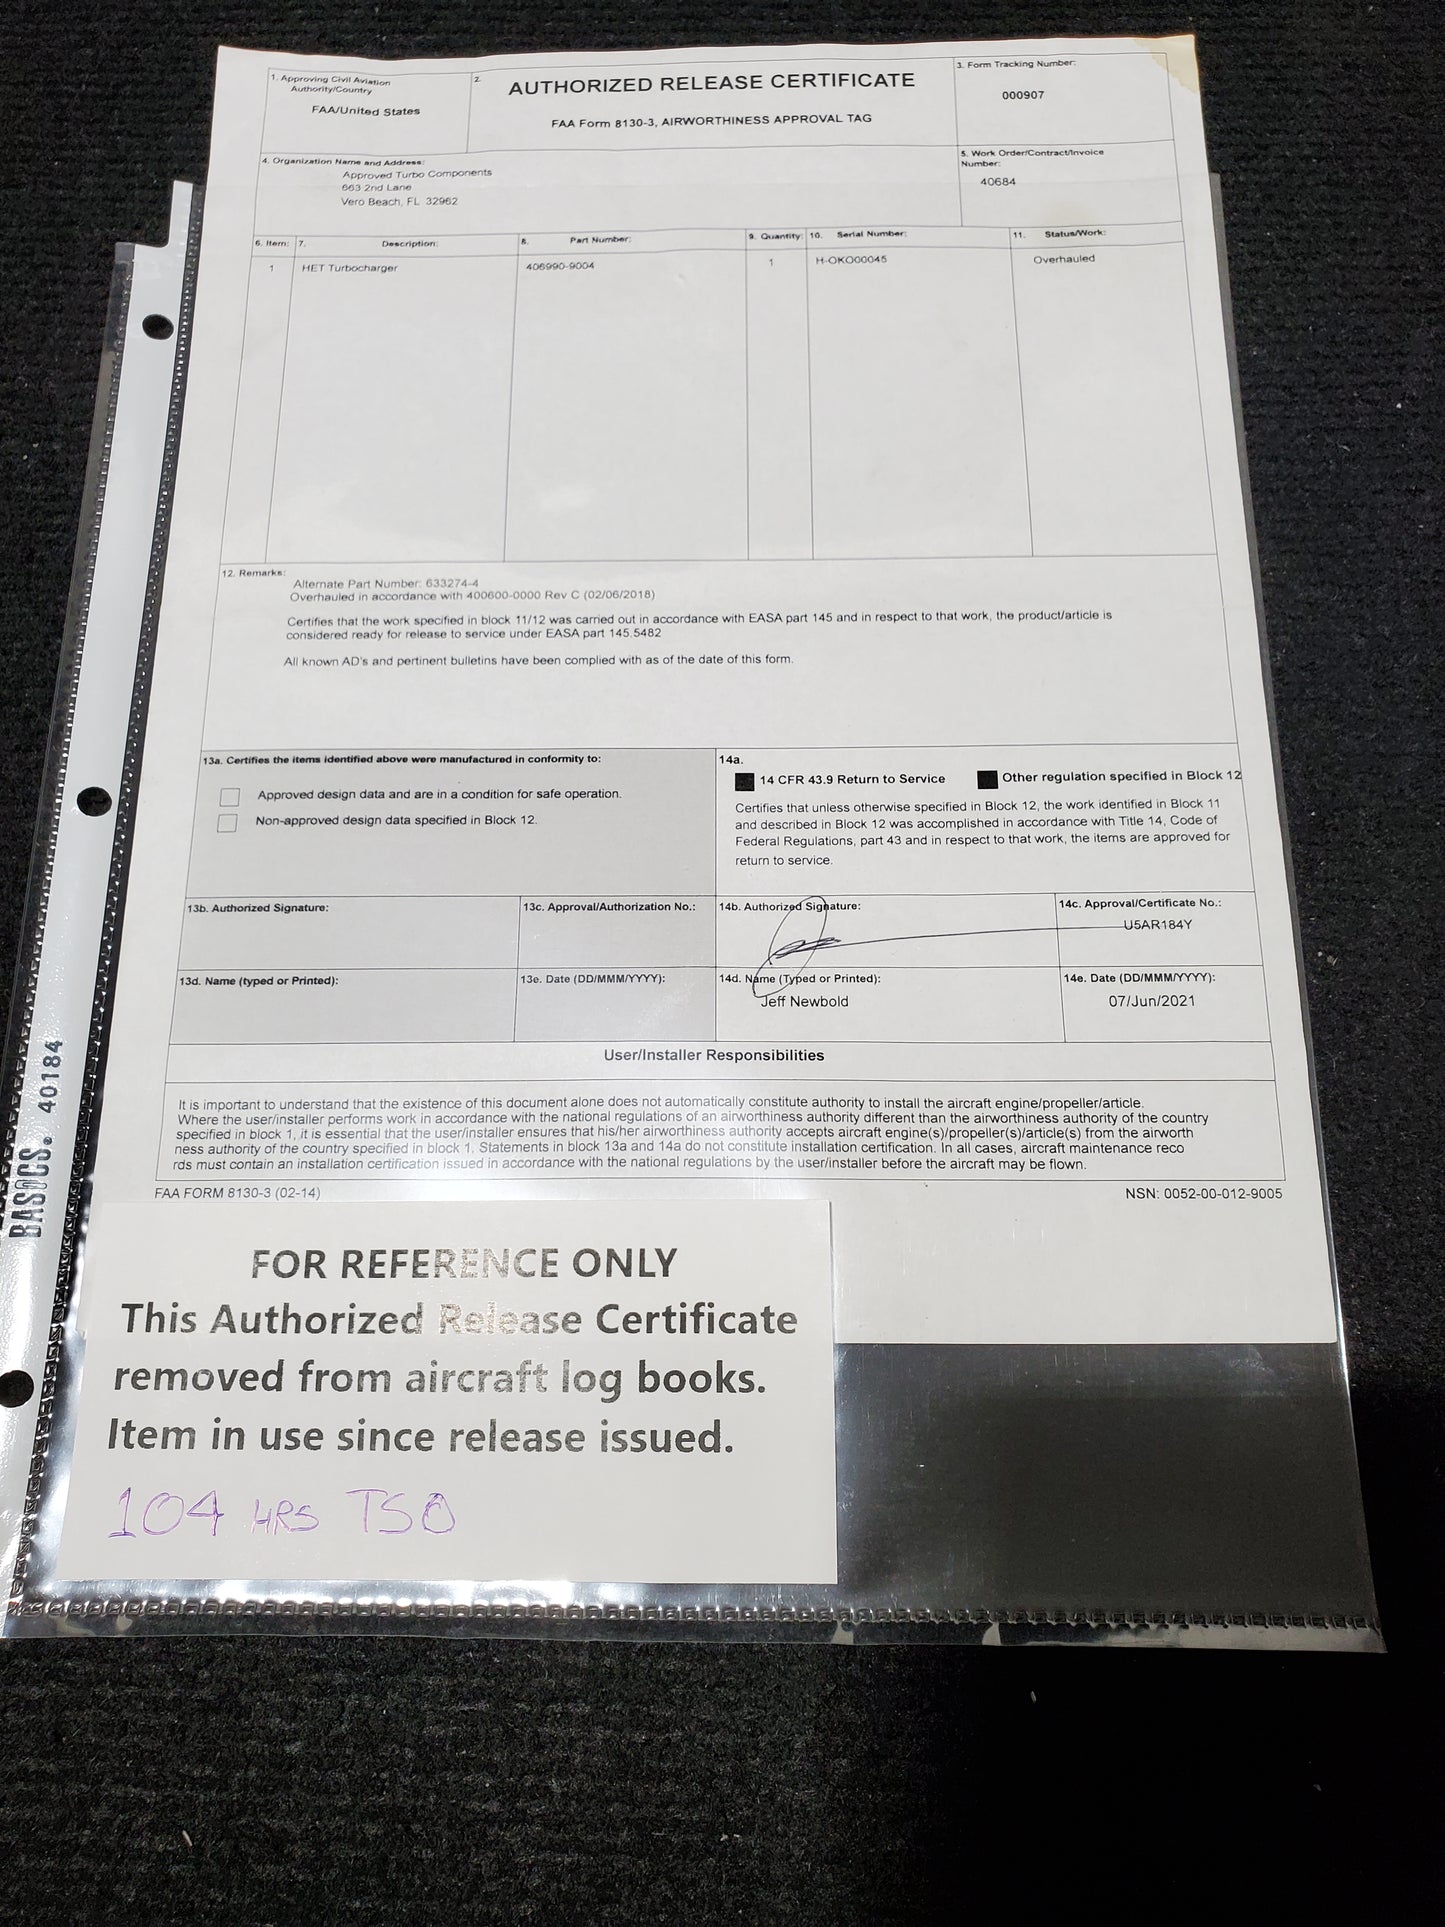 1. Approving Civil Aviation
Authority/Country
FAA/United States
2.
AUTHORIZED RELEASE CERTIFICATE
FAA Form 8130-3, AIRWORTHINESS APPROVAL TAG
3. Form Tracking Number:
000907
4. Organization Name and Address:
Approved Turbo Components
663 2nd Lane
Vero Beach, FL 32962
5. Work Order/Contract/Invoice
Number:
40684
6. Item: 7. Description: 8. Part Number: 9. Quantity: 10. Serial Number: 11. Status/Work:
1 HET Turbocharger 406990-9004 1 H-OKO00045 Overhauled
12. Remarks:
Alternate Part Number: 633274-4
Overhauled in accordance with 400600-0000 Rev C (02/06/2018)
Certifies that the work specified in block 11/12 was carried out in accordance with EASA part 145 and in respect to that work, the product/article is
considered ready for release to service under EASA part 145.5482
All known AD's and pertinent bulletins have been complied with as of the date of this form.
13a. Certifies the items identified above were manufactured in conformity to:
Approved design data and are in a condition for safe operation.
Non-approved design data specified in Block 12.
14a.
14 CFR 43.9 Return to Service Other regulation specified in Block 12
Certifies that unless otherwise specified in Block 12, the work identified in Block 11
and described in Block 12 was accomplished in accordance with Title 14, Code of
Federal Regulations, part 43 and in respect to that work, the items are approved for
return to service.
13b. Authorized Signature: 13c. Approval/Authorization No.: 14b. Authorized Signature: 14c. Approval/Certificate No.:
U5AR184Y
13d. Name (typed or Printed): 13e. Date (DD/MMM/YYYY): 14d. Name (Typed or Printed): 14e. Date (DD/MMM/YYYY):
Jeff Newbold 07/Jun/2021
User/Installer Responsibilities
It is important to understand that the existence of this document alone does not automatically constitute authority to install the aircraft engine/propeller/article.
Where the user/installer performs work in accordance with the national regulations of an airworthiness authority different than the airworthiness authority of the country
specified in block 1, it is essential that the user/installer ensures that his/her airworthiness authority accepts aircraft engine(s)/propeller(s)/article(s) from the airworth
ness authority of the country specified in block 1. Statements in block 13a and 14a do not constitute installation certification. In all cases, aircraft maintenance reco
rds must contain an installation certification issued in accordance with the national regulations by the user/installer before the aircraft may be flown.
FAA FORM 8130-3 (02-14) NSN: 0052-00-012-9005
FOR REFERENCE ONLY
This Authorized Release Certificate
removed from aircraft log books.
Item in use since release issued.
104 HRS TSO
40184